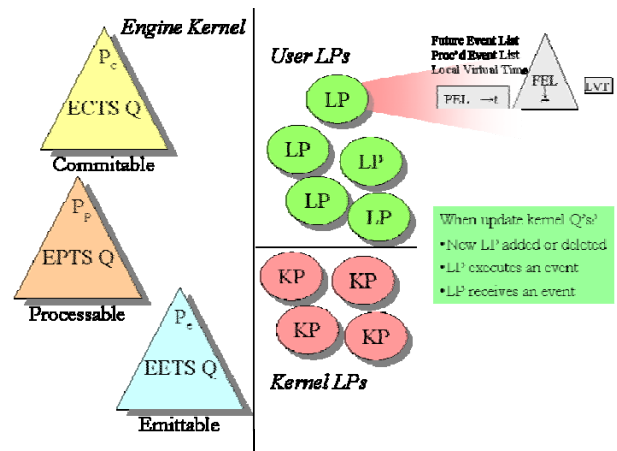 Engine Kernel
Pc
ECTS Q
Commitable
Pp
EPTS Q
Processable
Pe
EETS Q
Emittable
User LPs
LP
LP
LP
LP
LP
KP
KP
KP
KP
Kernel LPs
Future Event List
Proc'd Event List
Local Virtual Time
PEL →t
FEL
↓t
LVT
When update kernel Q's?
•New LP added or deleted
•LP executes an event
•LP receives an event